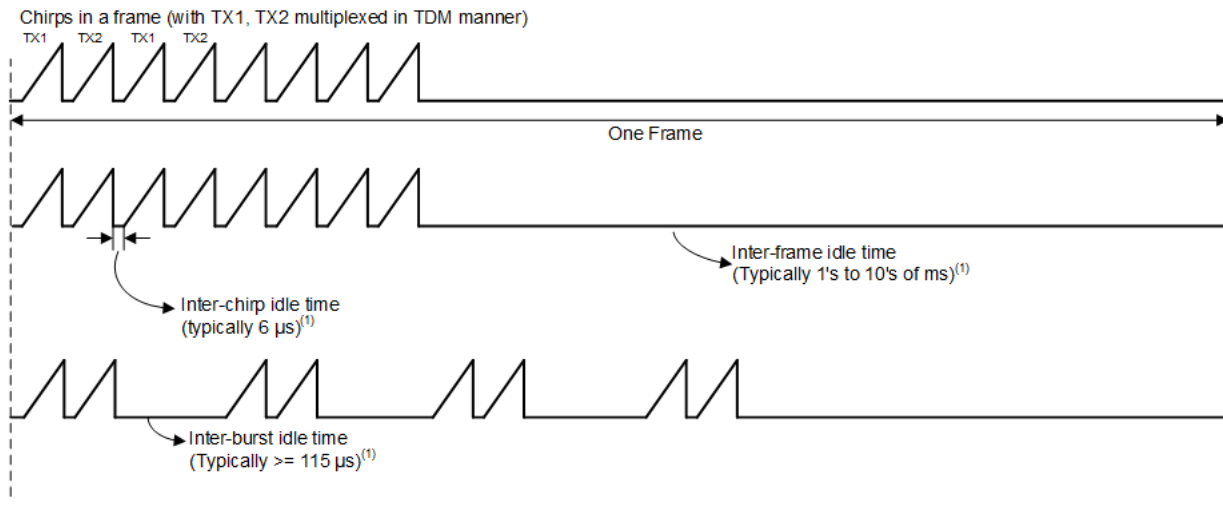 Chirps in a frame (with TX1, TX2 multiplexed in TDM manner)
TX1 TX2 TX1 TX2
One Frame
Inter-frame idle time
(Typically 1's to 10's of ms)(1)
Inter-chirp idle time
(typically 6 µs)(1)
Inter-burst idle time
(Typically >= 115 µs)(1)